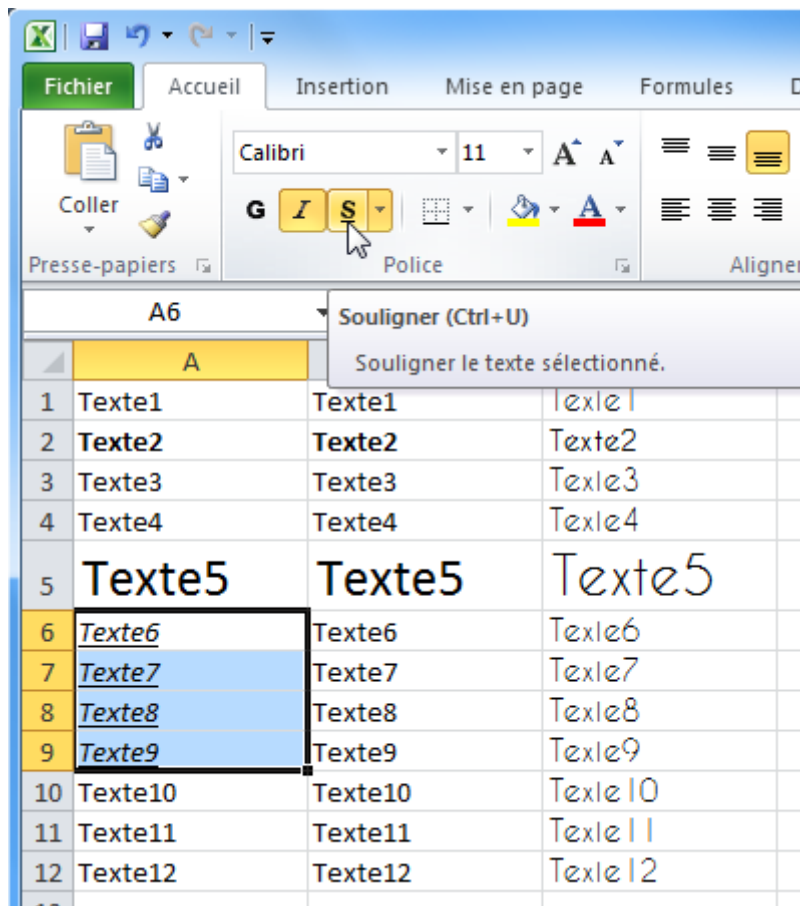 Fichier Accueil Insertion Mise en page Formules
Calibri 11
Coller G I S A
Presse-papiers Police
A6
Souligner (Ctrl+U)
Souligner le texte sélectionné.
A
1 Texte1 Texte1 Texte1
2 Texte2 Texte2 Texte2
3 Texte3 Texte3 Texte3
4 Texte4 Texte4 Texte4
5 Texte5 Texte5 Texte5
6 Texte6 Texte6 Texte6
7 Texte7 Texte7 Texte7
8 Texte8 Texte8 Texte8
9 Texte9 Texte9 Texte9
10 Texte10 Texte10 Texte10
11 Texte11 Texte11 Texte11
12 Texte12 Texte12 Texte12